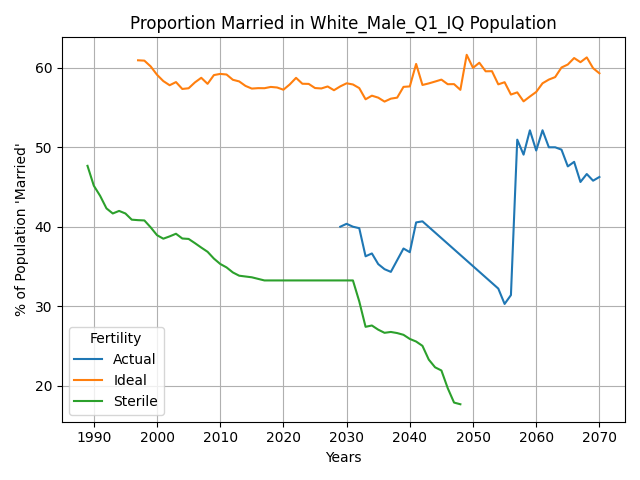 Proportion Married in White_Male_Q1_IQ Population
% of Population 'Married'
60
50
40
30
20
Fertility
Actual
Ideal
Sterile
1990 2000 2010 2020 2030 2040 2050 2060 2070
Years